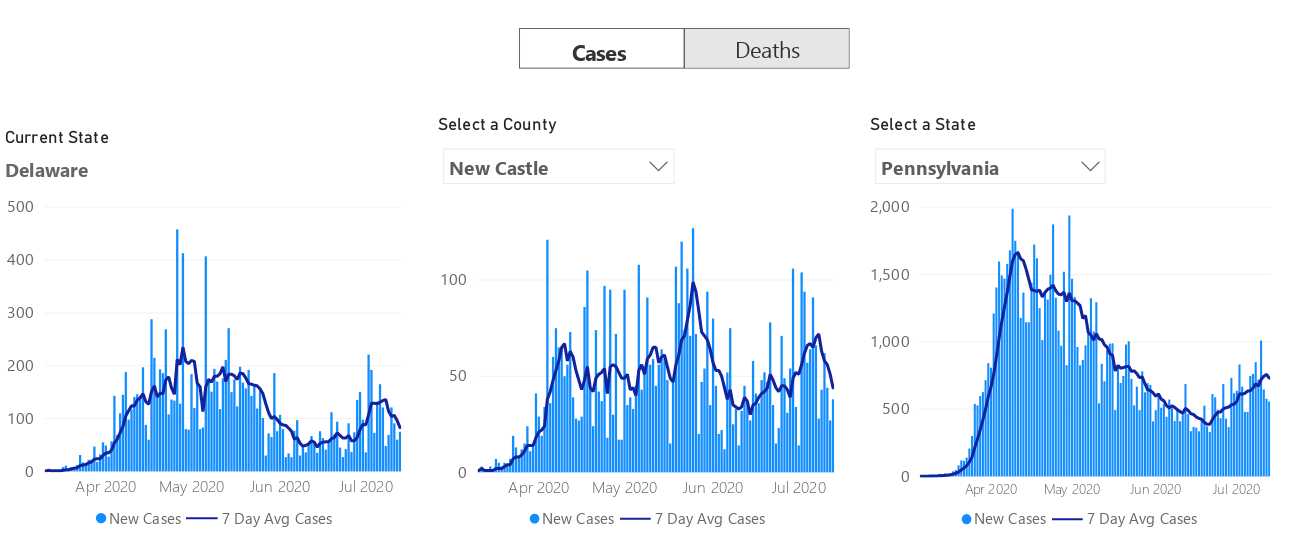 Cases
Deaths
Current State
Delaware
500
400
300
200
100
0
Apr 2020
May 2020
Jun 2020
Jul 2020
New Cases
7 Day Avg Cases
Select a County
New Castle
100
50
0
Apr 2020
May 2020
Jun 2020
Jul 2020
New Cases
7 Day Avg Cases
Select a State
Pennsylvania
2,000
1,500
1,000
500
0
Apr 2020
May 2020
Jun 2020
Jul 2020
New Cases
7 Day Avg Cases